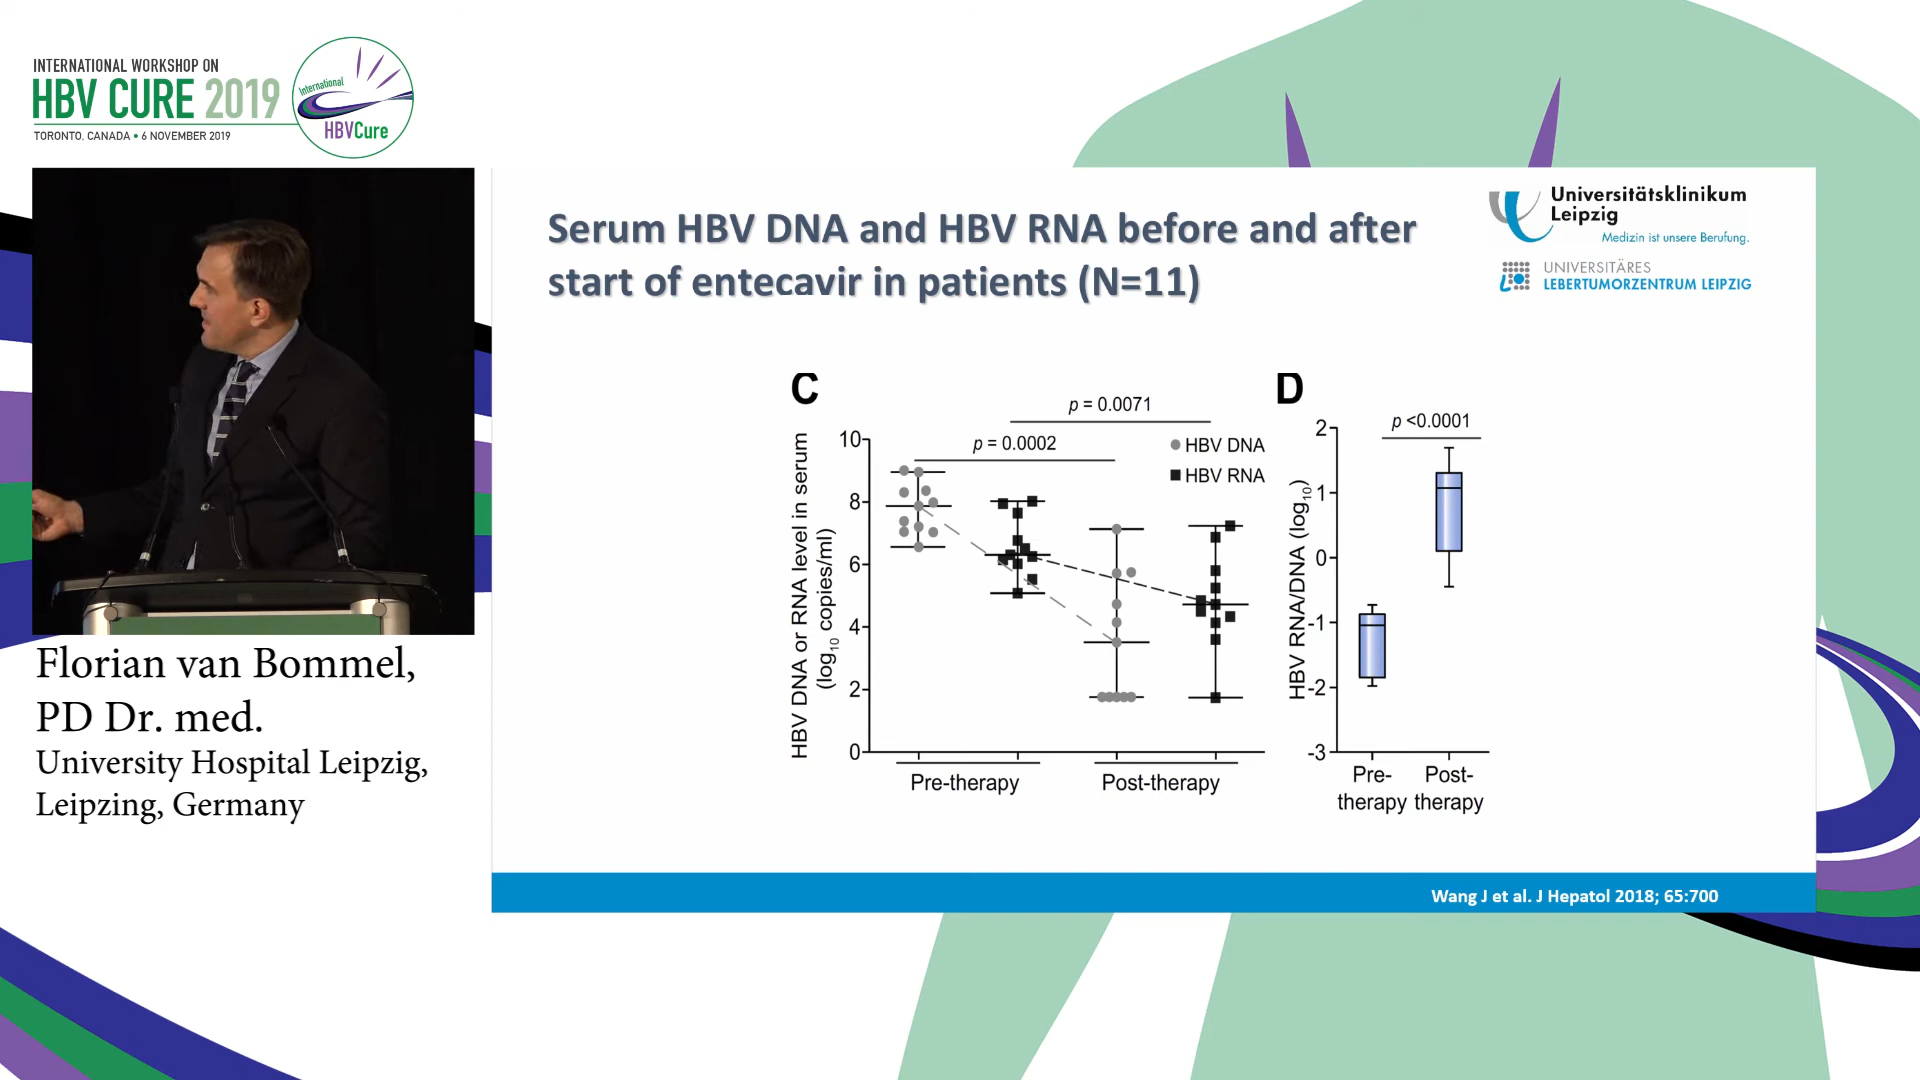 INTERNATIONAL WORKSHOP ON
HBV CURE 2019
TORONTO, CANADA • 6 NOVEMBER 2019
International
HBVCure
Florian van Bommel,
PD Dr. med.
University Hospital Leipzig,
Leipzing, Germany
Serum HBV DNA and HBV RNA before and after
start of entecavir in patients (N=11)
Universitätsklinikum
Leipzig
Medizin ist unsere Berufung.
UNIVERSITÄRES
LEBERTUMORZENTRUM LEIPZIG
C
p = 0.0071
p = 0.0002
HBV DNA
HBV RNA
HBV DNA or RNA level in serum
(log10 copies/ml)
10
8
6
4
2
0
Pre-therapy
Post-therapy
D
p <0.0001
HBV RNA/DNA (log10)
2
1
0
-1
-2
-3
Pre-
therapy
Post-
therapy
Wang J et al. J Hepatol 2018; 65:700